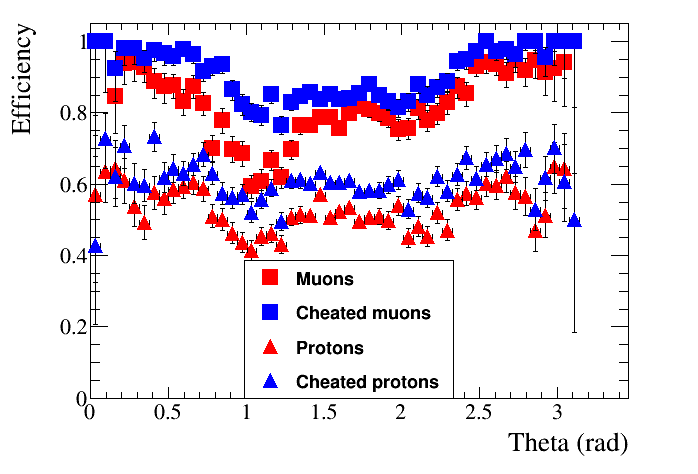 Efficiency
1
0.8
0.6
0.4
0.2
0
Muons
Cheated muons
Protons
Cheated protons
0 0.5 1 1.5 2 2.5 3
Theta (rad)